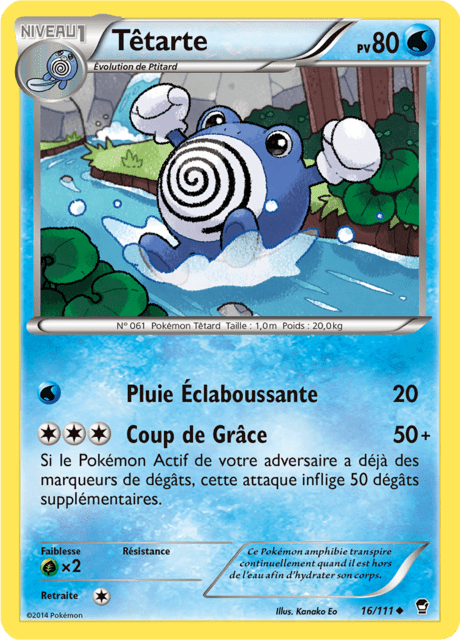 NIVEAU 1
Têtarte
PV 80
Évolution de Ptitard
N° 061 Pokémon Têtard Taille : 1,0 m Poids : 20,0 kg
Pluie Éclaboussante 20
Coup de Grâce 50+
Si le Pokémon Actif de votre adversaire a déjà des
marqueurs de dégâts, cette attaque inflige 50 dégâts
supplémentaires.
Faiblesse Résistance
×2
Retraite
Ce Pokémon amphibie transpire
continuellement quand il est hors
de l'eau afin d'hydrater son corps.
©2014 Pokémon
Illus. Kanako Eo
16/111